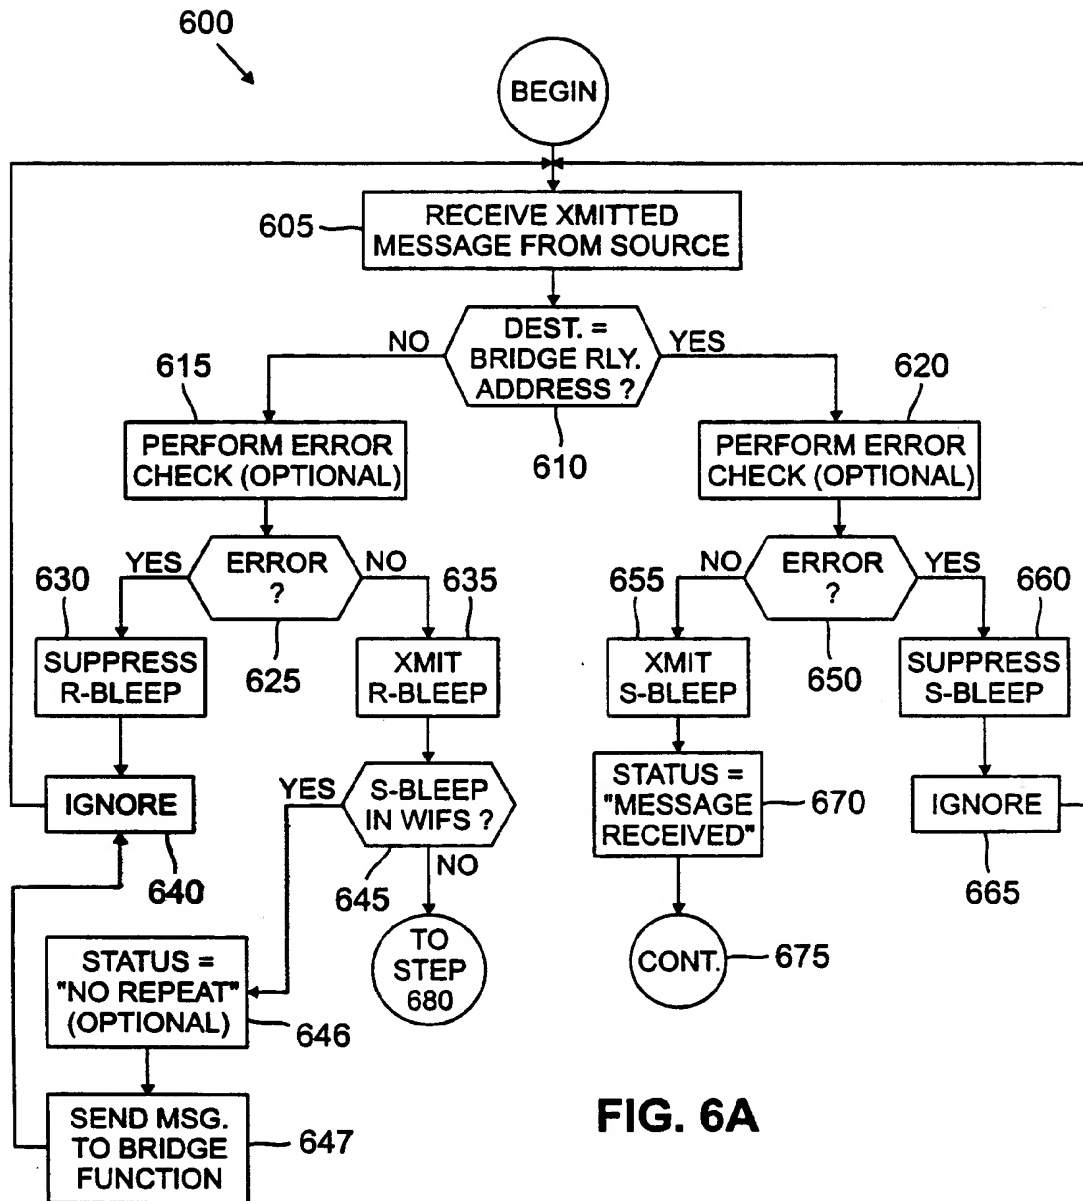 600
BEGIN
605
RECEIVE XMITTED
MESSAGE FROM SOURCE
NO
DEST. =
BRIDGE RLY.
ADDRESS ?
YES
615
620
610
PERFORM ERROR
CHECK (OPTIONAL)
PERFORM ERROR
CHECK (OPTIONAL)
YES
ERROR
?
NO
NO
ERROR
?
YES
630
635
655
660
625
650
SUPPRESS
R-BLEEP
XMIT
R-BLEEP
XMIT
S-BLEEP
SUPPRESS
S-BLEEP
IGNORE
640
YES
S-BLEEP
IN WIFS ?
NO
645
STATUS =
"MESSAGE
RECEIVED"
670
IGNORE
665
TO
STEP
680
CONT.
675
STATUS =
"NO REPEAT"
(OPTIONAL)
646
SEND MSG.
TO BRIDGE
FUNCTION
647
FIG. 6A